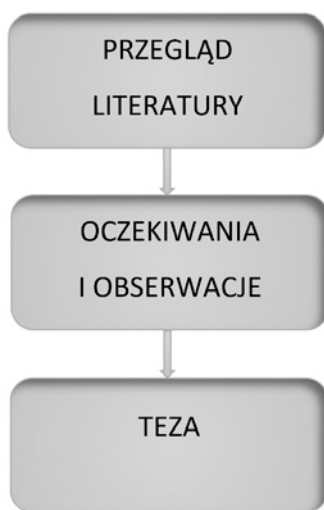 PRZEGLĄD
LITERATURY
OCZEKIWANIA
I OBSERWACJE
TEZA